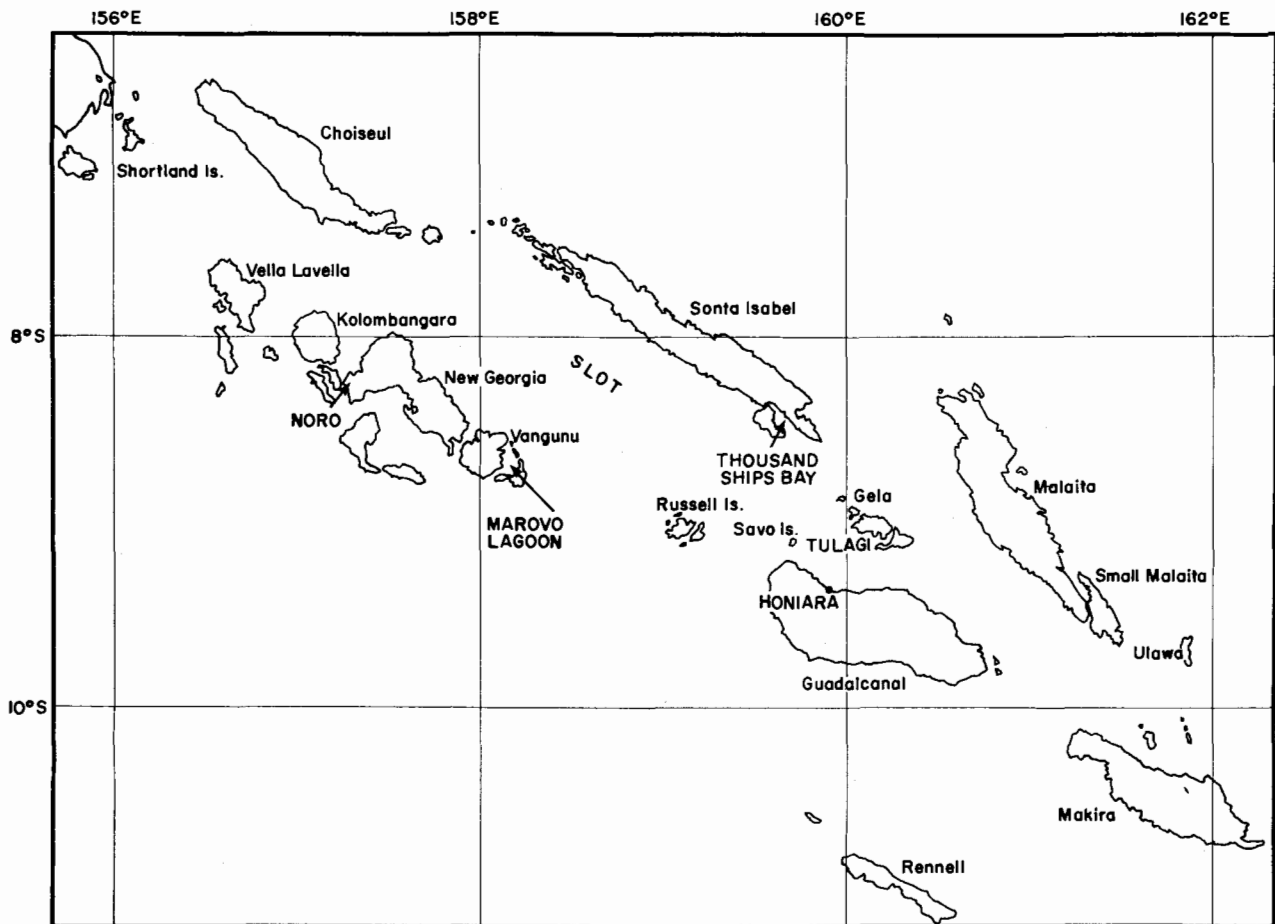 156°E
158°E
160°E
162°E
Choiseul
Shortland Is.
Vella Lavella
Kolombangara
Sonta Isabel
8°S
SLOT
New Georgia
NORO
Vangunu
THOUSAND
SHIPS BAY
Malaita
Gela
Russell Is.
Savo Is.
MAROVO
LAGOON
TULAGI
Small Malaita
HONIARA
Ulawa
Guadalcanal
10°S
Makira
Rennell